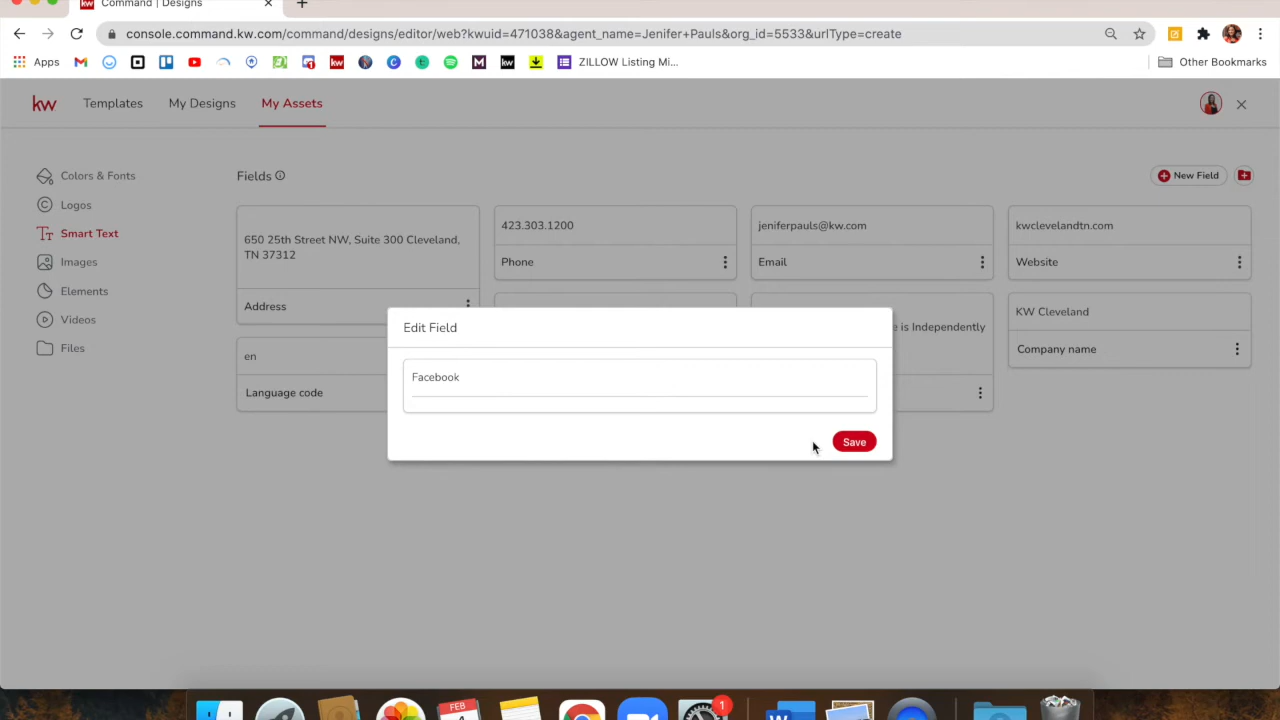 Command | Designs
console.command.kw.com/command/designs/editor/web?kwuid=471038&agent_name=Jenifer+Pauls&org_id=5533&urlType=create
Apps
kw
kw
ZILLOW Listing Mi...
Other Bookmarks
kw
Templates
My Designs
My Assets
Colors & Fonts
Logos
Smart Text
Images
Elements
Videos
Files
Fields
New Field
650 25th Street NW, Suite 300 Cleveland,
TN 37312
Address
423.303.1200
Phone
jeniferpauls@kw.com
Email
kwclevelandtn.com
Website
en
Language code
e is Independently
KW Cleveland
Company name
Edit Field
Facebook
Save
FEB
1